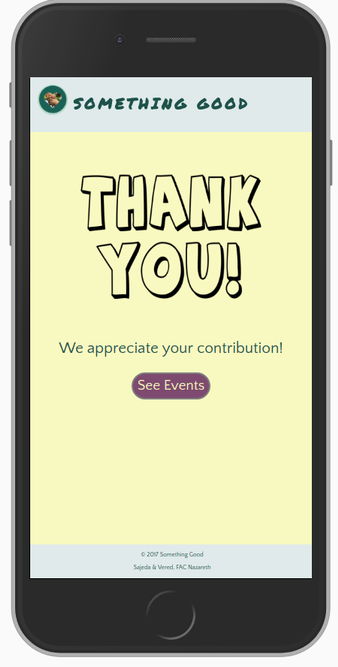 SOMETHING GOOD
THANK
YOU!
We appreciate your contribution!
See Events
© 2017 Something Good
Sajeda & Vered, FAC Nazareth